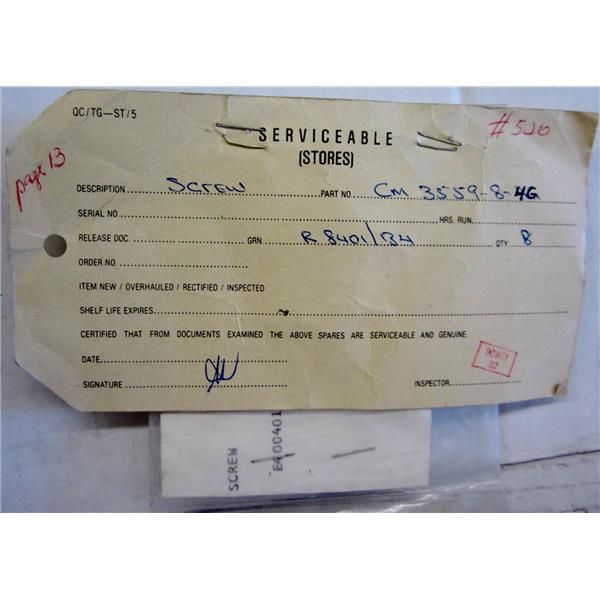 QC/TG—ST/5
#520
SERVICEABLE
(STORES)
page 13
DESCRIPTION SCREW PART NO. CM 3559-8-4G
SERIAL NO. HRS. RUN.
RELEASE DOC. GRN R 8401/134 QTY 8
ORDER NO.
ITEM NEW / OVERHAULED / RECTIFIED / INSPECTED
SHELF LIFE EXPIRES.
CERTIFIED THAT FROM DOCUMENTS EXAMINED THE ABOVE SPARES ARE SERVICEABLE AND GENUINE.
DATE
SIGNATURE INSPECTOR.
32
SCREW